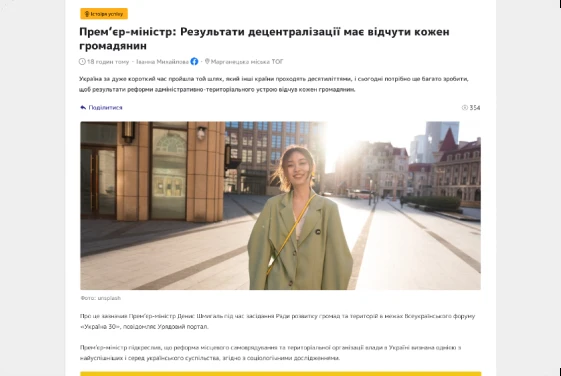 Історія успіху
Прем'єр-міністр: Результати децентралізації має відчути кожен
громадянин
18 годин тому · Іванна Михайлова · Марганецька міська ТОГ
Україна за дуже короткий час пройшла той шлях, який інші країни проходять десятиліттями, і сьогодні потрібно ще багато зробити,
щоб результати реформи адміністративно-територіального устрою відчув кожен громадянин.
Поділитися 354
Фото: unsplash
Про це зазначив Прем'єр-міністр Денис Шмигаль під час засідання Ради розвитку громад та територій в межах Всеукраїнського форуму
«Україна 30», повідомляє Урядовий портал.
Прем'єр-міністр підкреслив, що реформа місцевого самоврядування та територіальної організації влади в Україні визнана однією з
найуспішніших і серед українського суспільства, згідно з соціологічними дослідженнями.